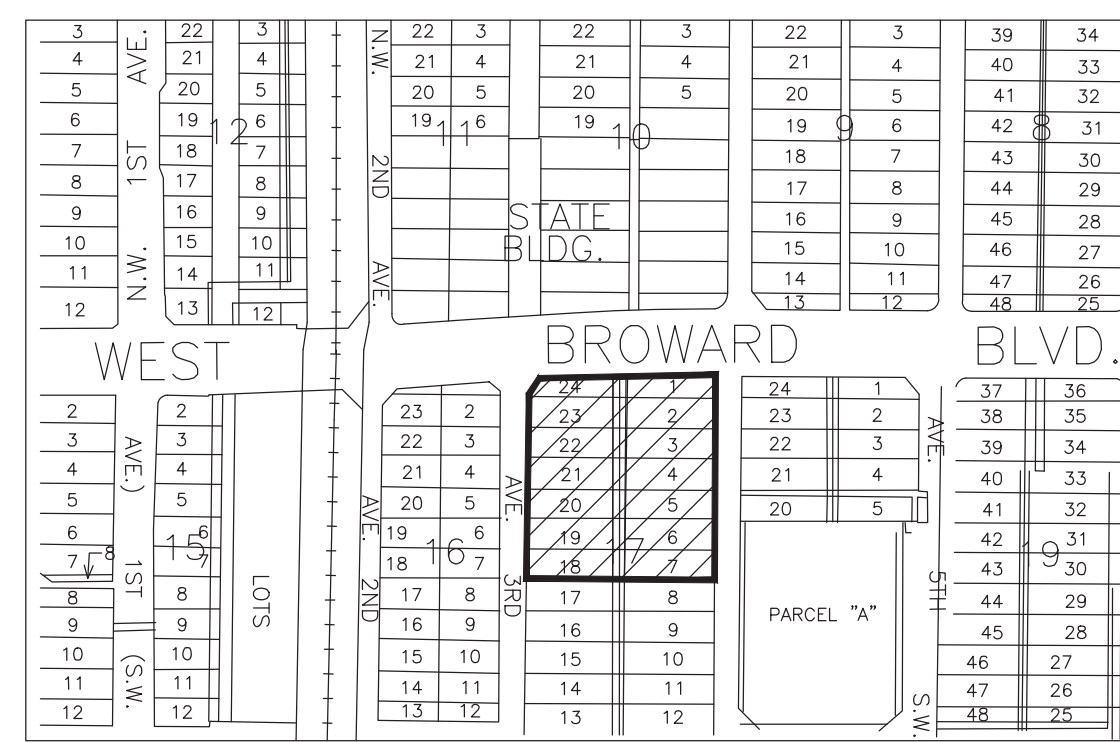 3 AVE. 22 3 N.W. 22 3 22 3 22 3 39 34
4 21 4 21 4 21 4 21 4 40 33
5 20 5 20 5 20 5 20 5 41 32
6 19 12 6 19 11 6 19 10 19 9 6 42 8 31
7 1ST 18 7 2ND 18 7 43 30
8 17 8 17 8 44 29
9 16 9 STATE 16 9 45 28
10 N.W. 15 10 BLDG. 15 10 46 27
11 14 11 AVE. 14 11 47 26
12 13 12 13 12 48 25
WEST BROWARD BLVD.
24 1 24 1 37 36
2 2 23 2 23 2 23 2 AVE. 38 35
3 AVE.) 3 22 3 22 3 22 3 39 34
4 4 21 4 21 4 21 4 40 33
5 5 AVE. 20 5 AVE. 20 5 20 5 41 32
6 15 6 19 16 6 19 17 6 42 19 31
7 8 1ST 7 18 7 18 7 43 30
8 8 LOTS 2ND 17 8 3RD 17 8 PARCEL "A" 5TH 44 29
9 9 16 9 16 9 45 28
10 (S.W. 10 15 10 15 10 46 27
11 11 14 11 14 11 S.W. 47 26
12 12 13 12 13 12 48 25